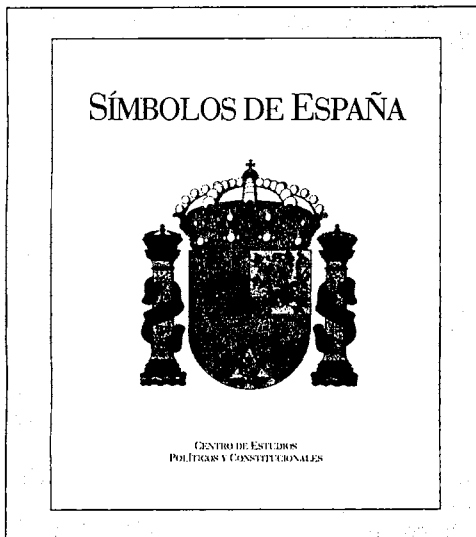 SÍMBOLOS DE ESPAÑA
CENTRO DE ESTUDIOS
POLÍTICOS Y CONSTITUCIONALES